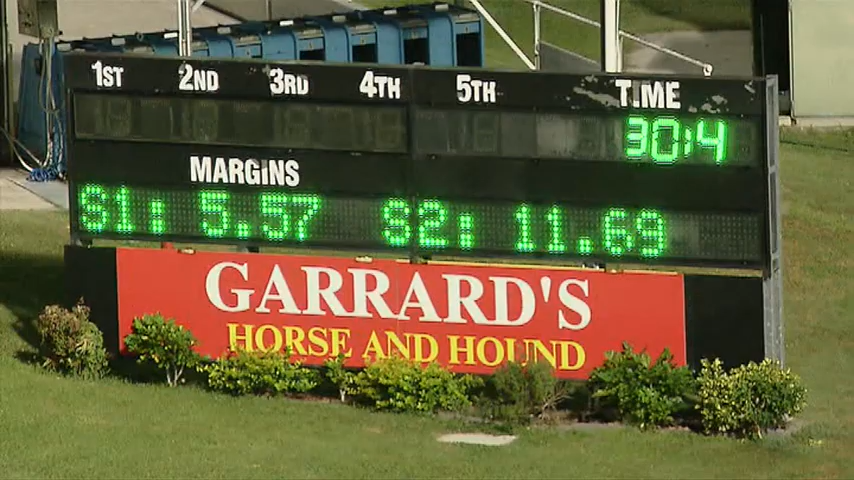 1ST 2ND 3RD 4TH 5TH TIME
30:4
MARGINS
S1: 5.57 S2: 11.69
GARRARD'S
HORSE AND HOUND